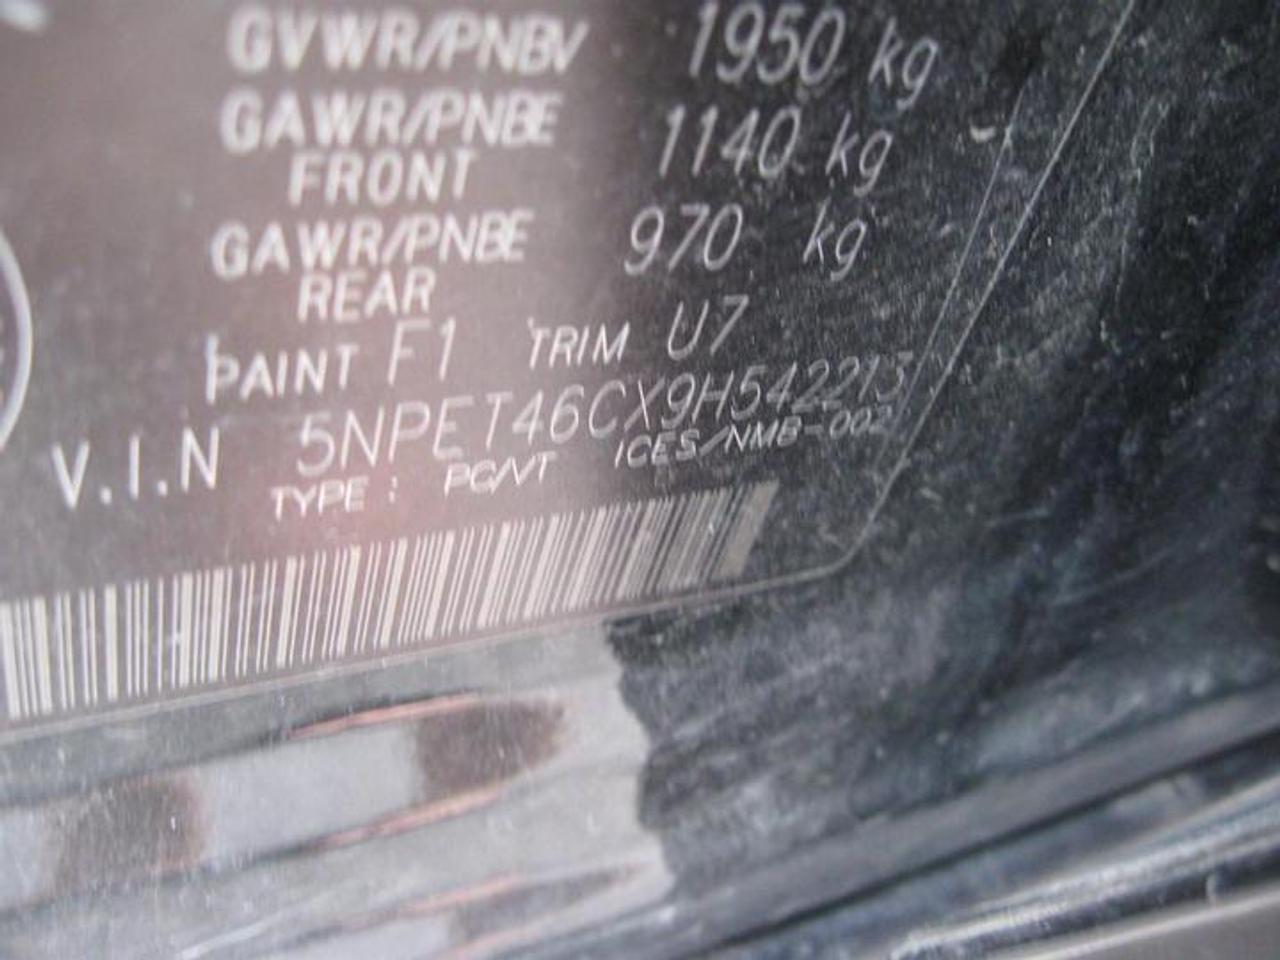 GVWR/PNBV 1950 kg
GAWR/PNBE FRONT 1140 kg
GAWR/PNBE REAR 970 kg
PAINT F1 TRIM U7
V.I.N 5NPET46CX9H542213
TYPE : PC/VT ICES/NMB-002